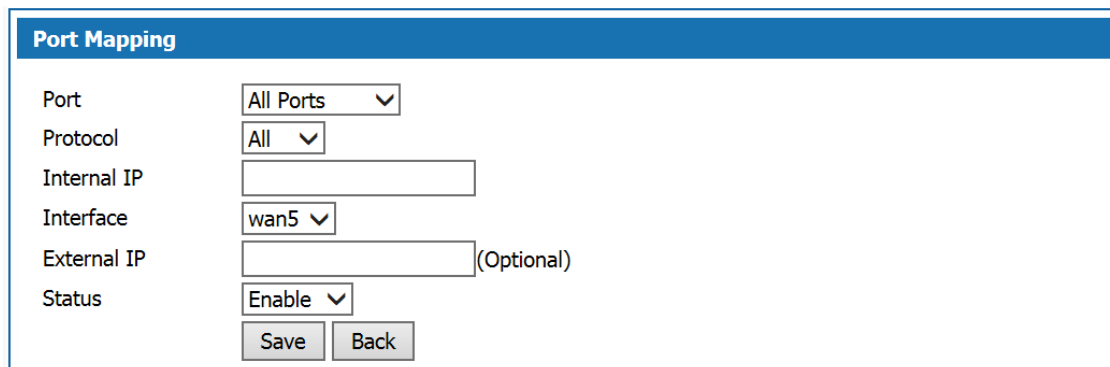 Port Mapping
Port All Ports
Protocol All
Internal IP
Interface wan5
External IP (Optional)
Status Enable
Save Back